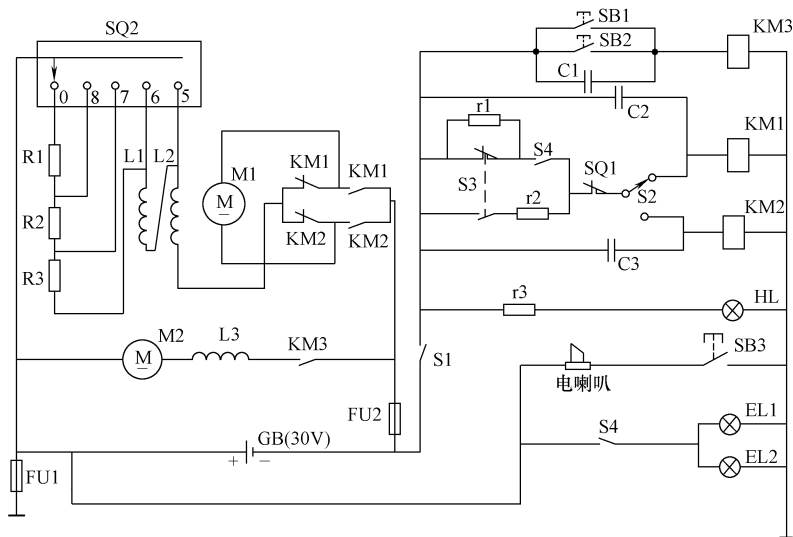 SQ2
SB1
KM3
SB2
C1
0 8 7 6 5
C2
r1
R1
L1 L2
M1
KM1 KM1
S4
KM1
M
S3
SQ1
S2
R2
r2
KM2 KM2
KM2
R3
C3
r3
HL
M2
L3
KM3
S1
SB3
M
电喇叭
FU2
EL1
GB(30V)
S4
+ −
EL2
FU1